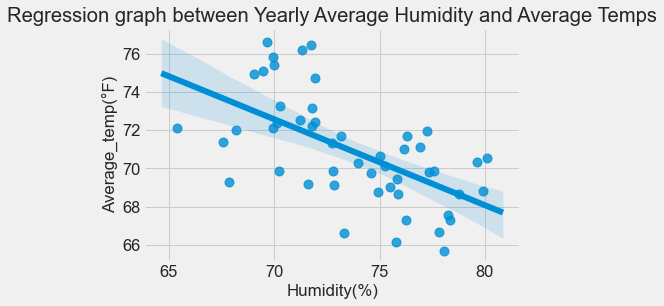 Regression graph between Yearly Average Humidity and Average Temps
Average_temp(°F)
76
74
72
70
68
66
65 70 75 80
Humidity(%)